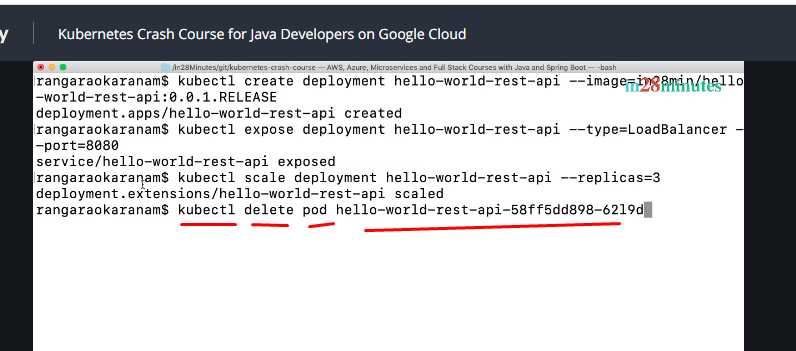 y
Kubernetes Crash Course for Java Developers on Google Cloud
/in28Minutes/git/kubernetes-crash-course — AWS, Azure, Microservices and Full Stack Courses with Java and Spring Boot — -bash
in28minutes
rangaraokaranam$ kubectl create deployment hello-world-rest-api --image=in28min/hello
-world-rest-api:0.0.1.RELEASE
deployment.apps/hello-world-rest-api created
rangaraokaranam$ kubectl expose deployment hello-world-rest-api --type=LoadBalancer -
-port=8080
service/hello-world-rest-api exposed
rangaraokaranam$ kubectl scale deployment hello-world-rest-api --replicas=3
deployment.extensions/hello-world-rest-api scaled
rangaraokaranam$ kubectl delete pod hello-world-rest-api-58ff5dd898-62l9d